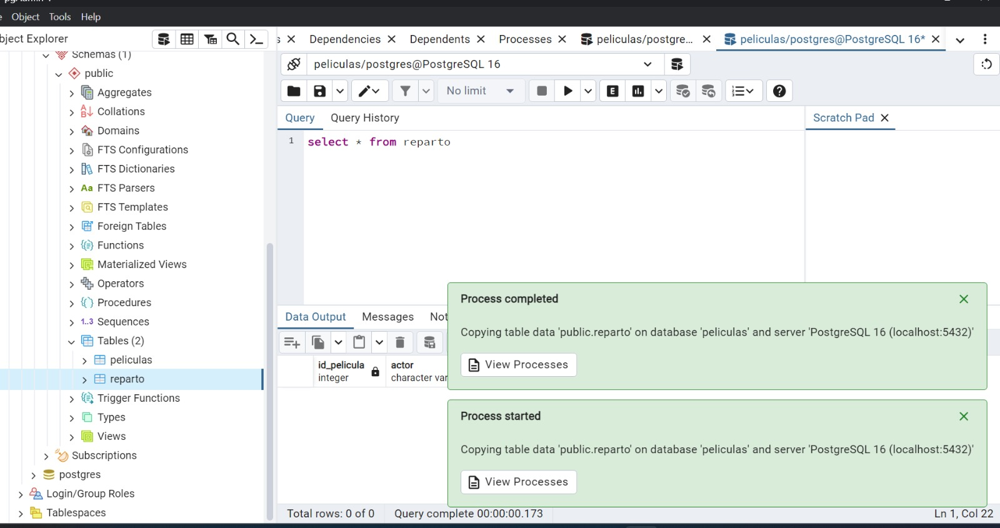 Object Tools Help
bject Explorer
Dependencies Dependents Processes peliculas/postgre... peliculas/postgres@PostgreSQL 16*
peliculas/postgres@PostgreSQL 16
No limit
E
Query Query History
Scratch Pad
1 select * from reparto
Schemas (1)
public
Aggregates
Collations
Domains
FTS Configurations
FTS Dictionaries
Aa FTS Parsers
FTS Templates
Foreign Tables
Functions
Materialized Views
Operators
Procedures
1..3 Sequences
Tables (2)
peliculas
reparto
Trigger Functions
Types
Views
Subscriptions
postgres
Login/Group Roles
Tablespaces
Data Output Messages Not
id_pelicula
integer
actor
character var
Process completed
Copying table data 'public.reparto' on database 'peliculas' and server 'PostgreSQL 16 (localhost:5432)'
View Processes
Process started
Copying table data 'public.reparto' on database 'peliculas' and server 'PostgreSQL 16 (localhost:5432)'
View Processes
Total rows: 0 of 0 Query complete 00:00:00.173 Ln 1, Col 22